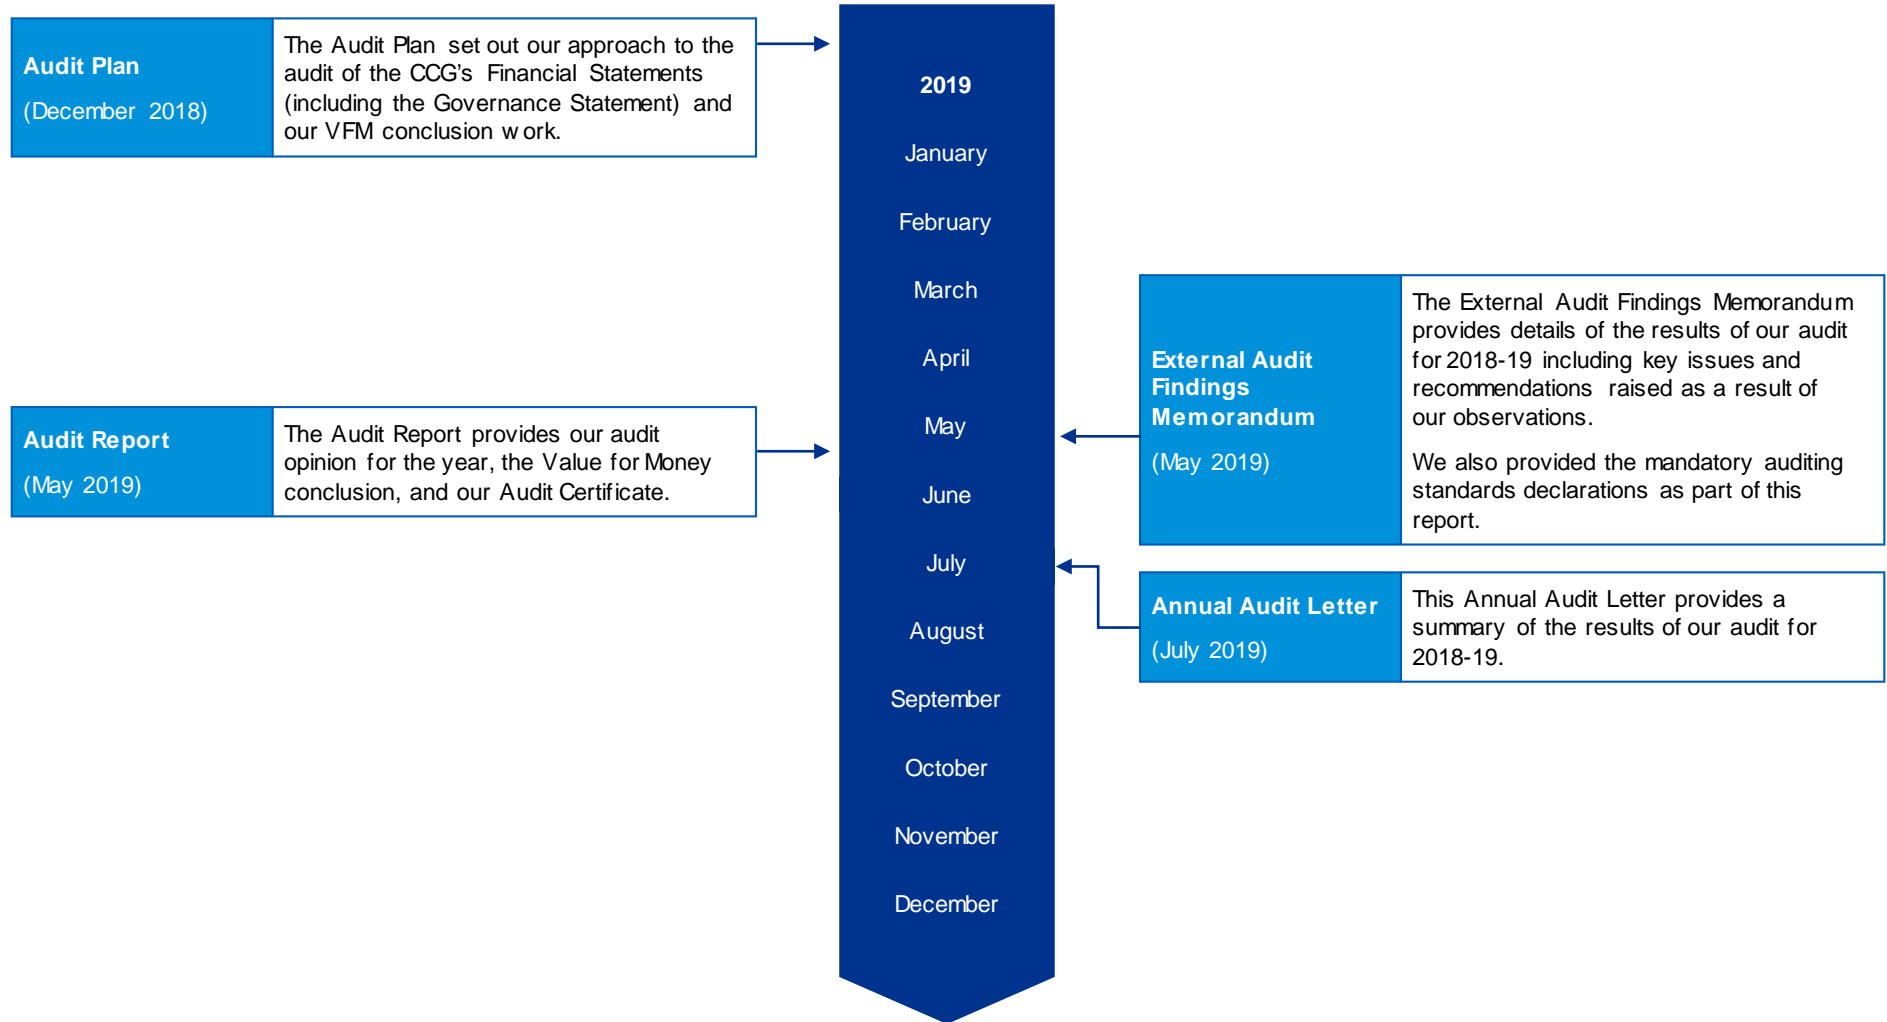 Audit Plan
(December 2018)
The Audit Plan set out our approach to the
audit of the CCG's Financial Statements
(including the Governance Statement) and
our VFM conclusion work.
Audit Report
(May 2019)
The Audit Report provides our audit
opinion for the year, the Value for Money
conclusion, and our Audit Certificate.
2019
January
February
March
April
May
June
July
August
September
October
November
December
External Audit
Findings
Memorandum
(May 2019)
The External Audit Findings Memorandum
provides details of the results of our audit
for 2018-19 including key issues and
recommendations raised as a result of
our observations.
We also provided the mandatory auditing
standards declarations as part of this
report.
Annual Audit Letter
(July 2019)
This Annual Audit Letter provides a
summary of the results of our audit for
2018-19.